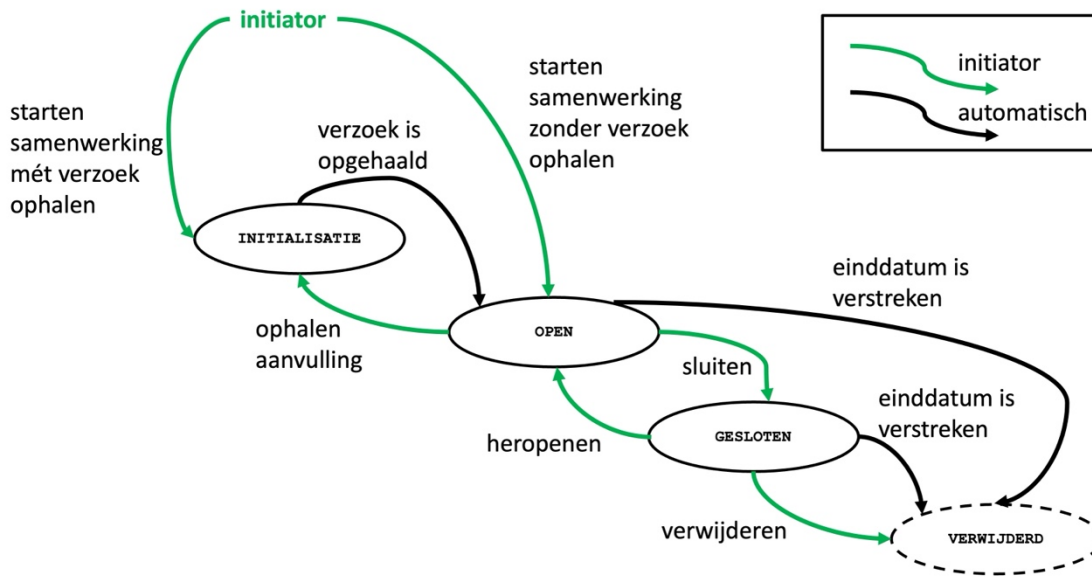 initiator
starten
samenwerking
mét verzoek
ophalen
verzoek is
opgehaald
starten
samenwerking
zonder verzoek
ophalen
initiator
automatisch
INITIALISATIE
ophalen
aanvulling
OPEN
einddatum is
verstreken
sluiten
heropenen
GESLOTEN
einddatum is
verstreken
verwijderen
VERWIJDERD